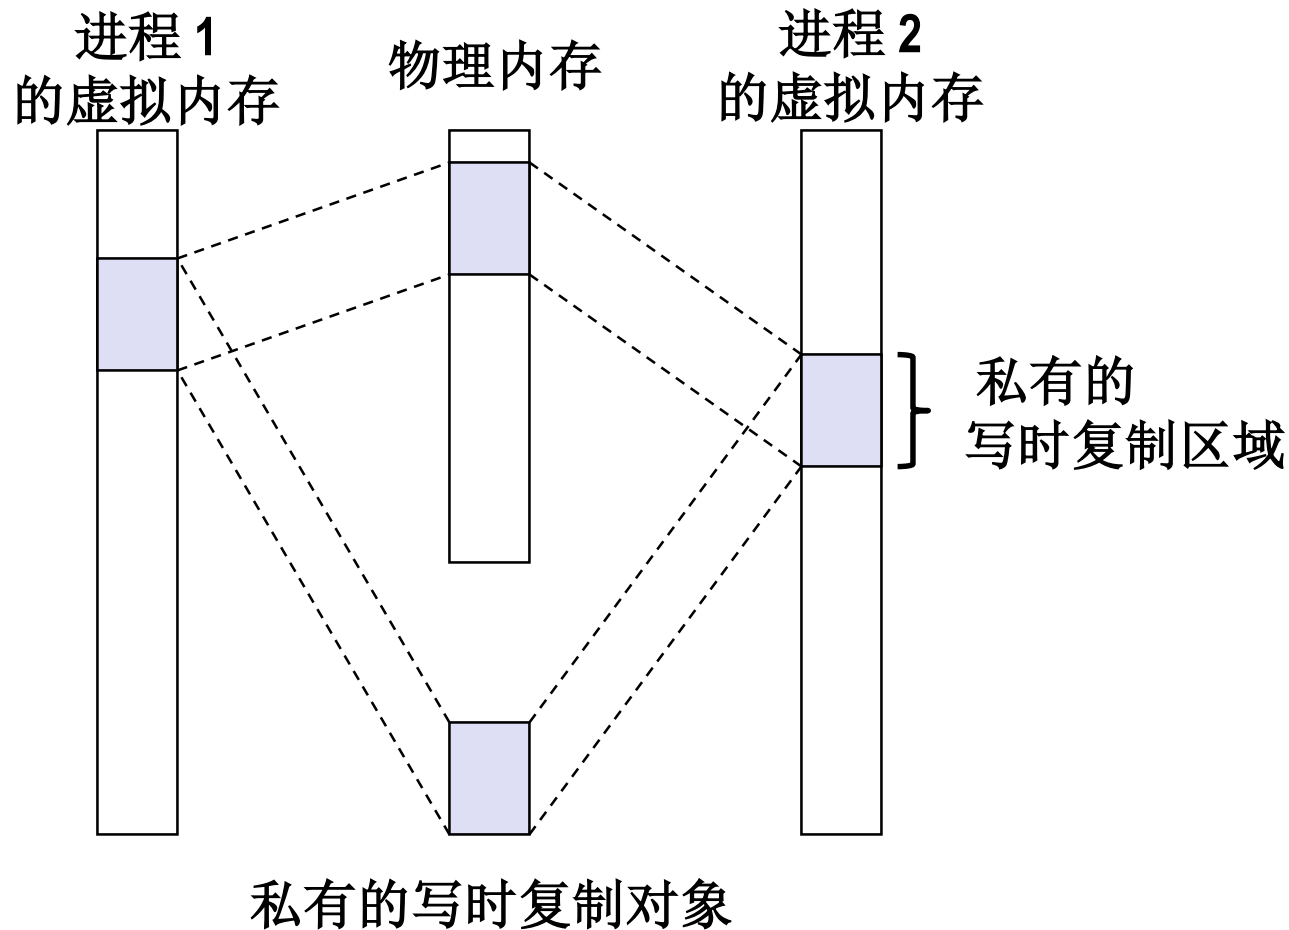 进程 1
的虚拟内存
物理内存
进程 2
的虚拟内存
私有的
写时复制区域
私有的写时复制对象